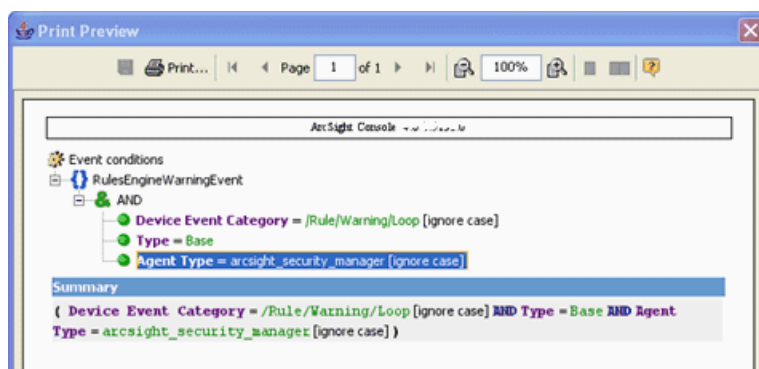 Print Preview
Print... Page 1 of 1 100%
ArcSight Console
Event conditions
RulesEngineWarningEvent
AND
Device Event Category = /Rule/Warning/Loop [ignore case]
Type = Base
Agent Type = arcsight_security_manager [ignore case]
Summary
( Device Event Category = /Rule/Warning/Loop [ignore case] AND Type = Base AND Agent
Type = arcsight_security_manager [ignore case] )